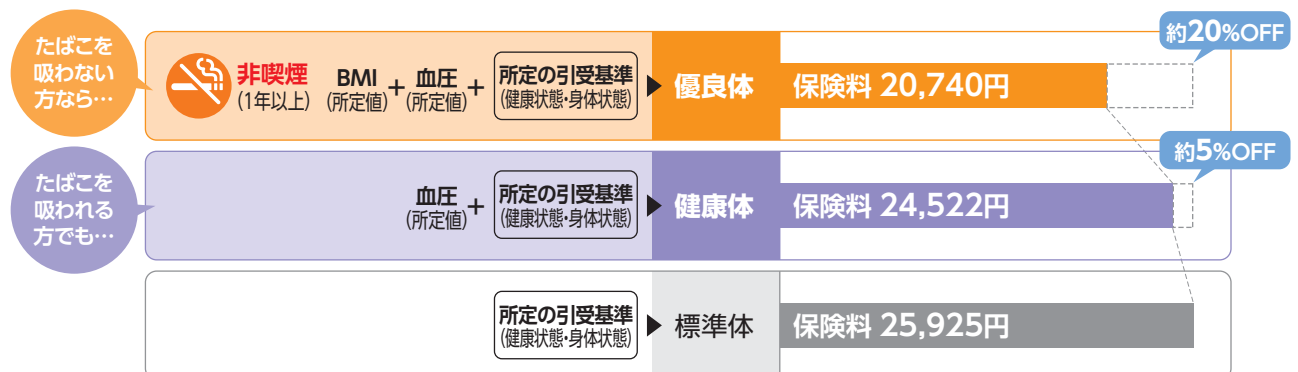 たばこを
吸わない
方なら…
非喫煙
(1年以上)
BMI
(所定値)
+
血圧
(所定値)
+
所定の引受基準
(健康状態・身体状態)
優良体
保険料 20,740円
約20%OFF
たばこを
吸われる
方でも…
血圧
(所定値)
+
所定の引受基準
(健康状態・身体状態)
健康体
保険料 24,522円
約5%OFF
所定の引受基準
(健康状態・身体状態)
標準体
保険料 25,925円